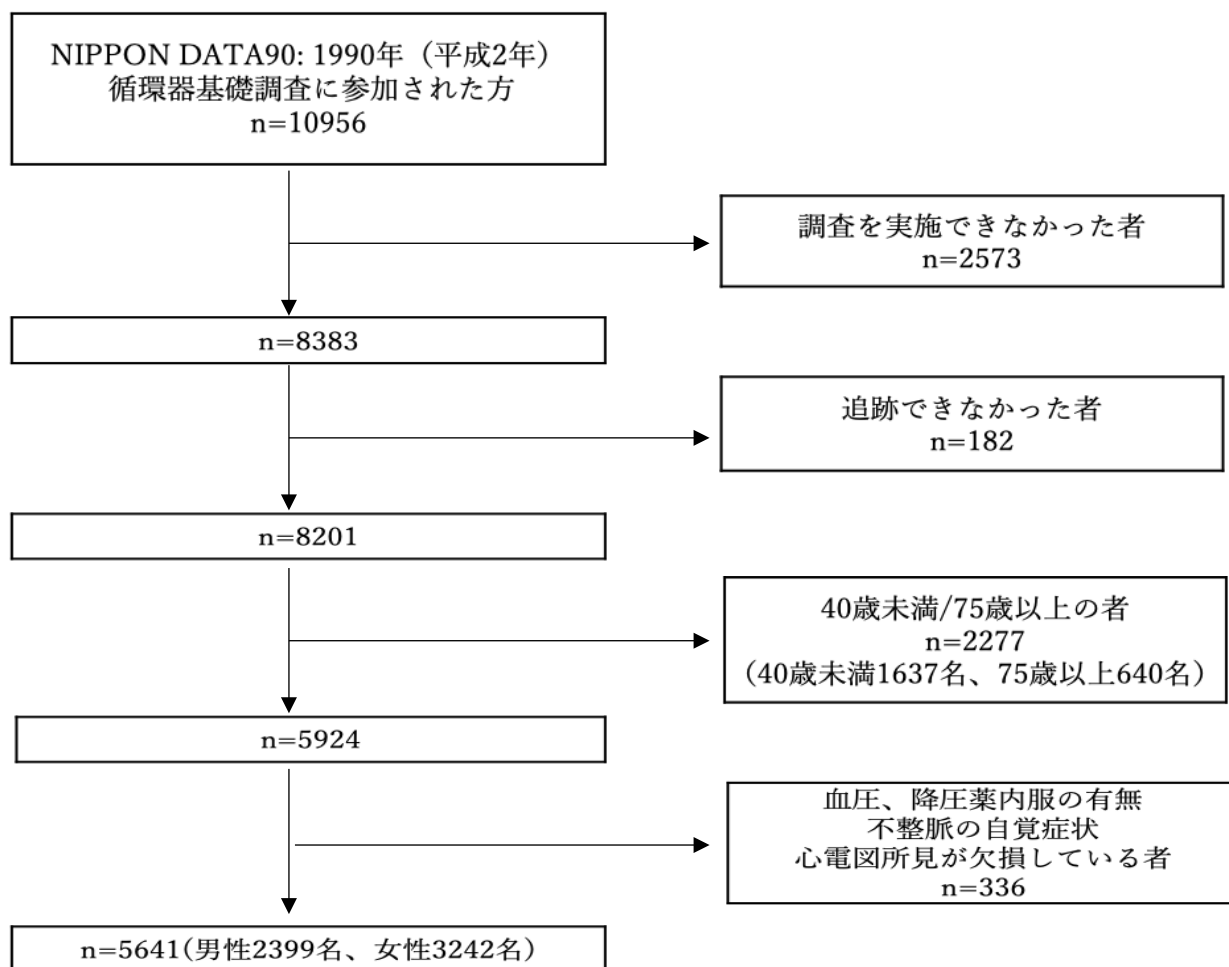 NIPPON DATA90: 1990年（平成2年）
循環器基礎調査に参加された方
n=10956
調査を実施できなかった者
n=2573
n=8383
追跡できなかった者
n=182
n=8201
40歳未満/75歳以上の者
n=2277
（40歳未満1637名、75歳以上640名）
n=5924
血圧、降圧薬内服の有無
不整脈の自覚症状
心電図所見が欠損している者
n=336
n=5641(男性2399名、女性3242名）